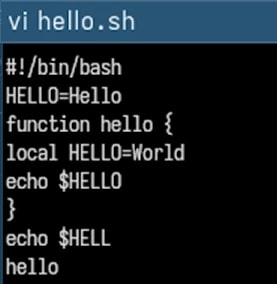 vi hello.sh
#!/bin/bash
HELLO=Hello
function hello {
local HELLO=World
echo $HELLO
}
echo $HELL
hello